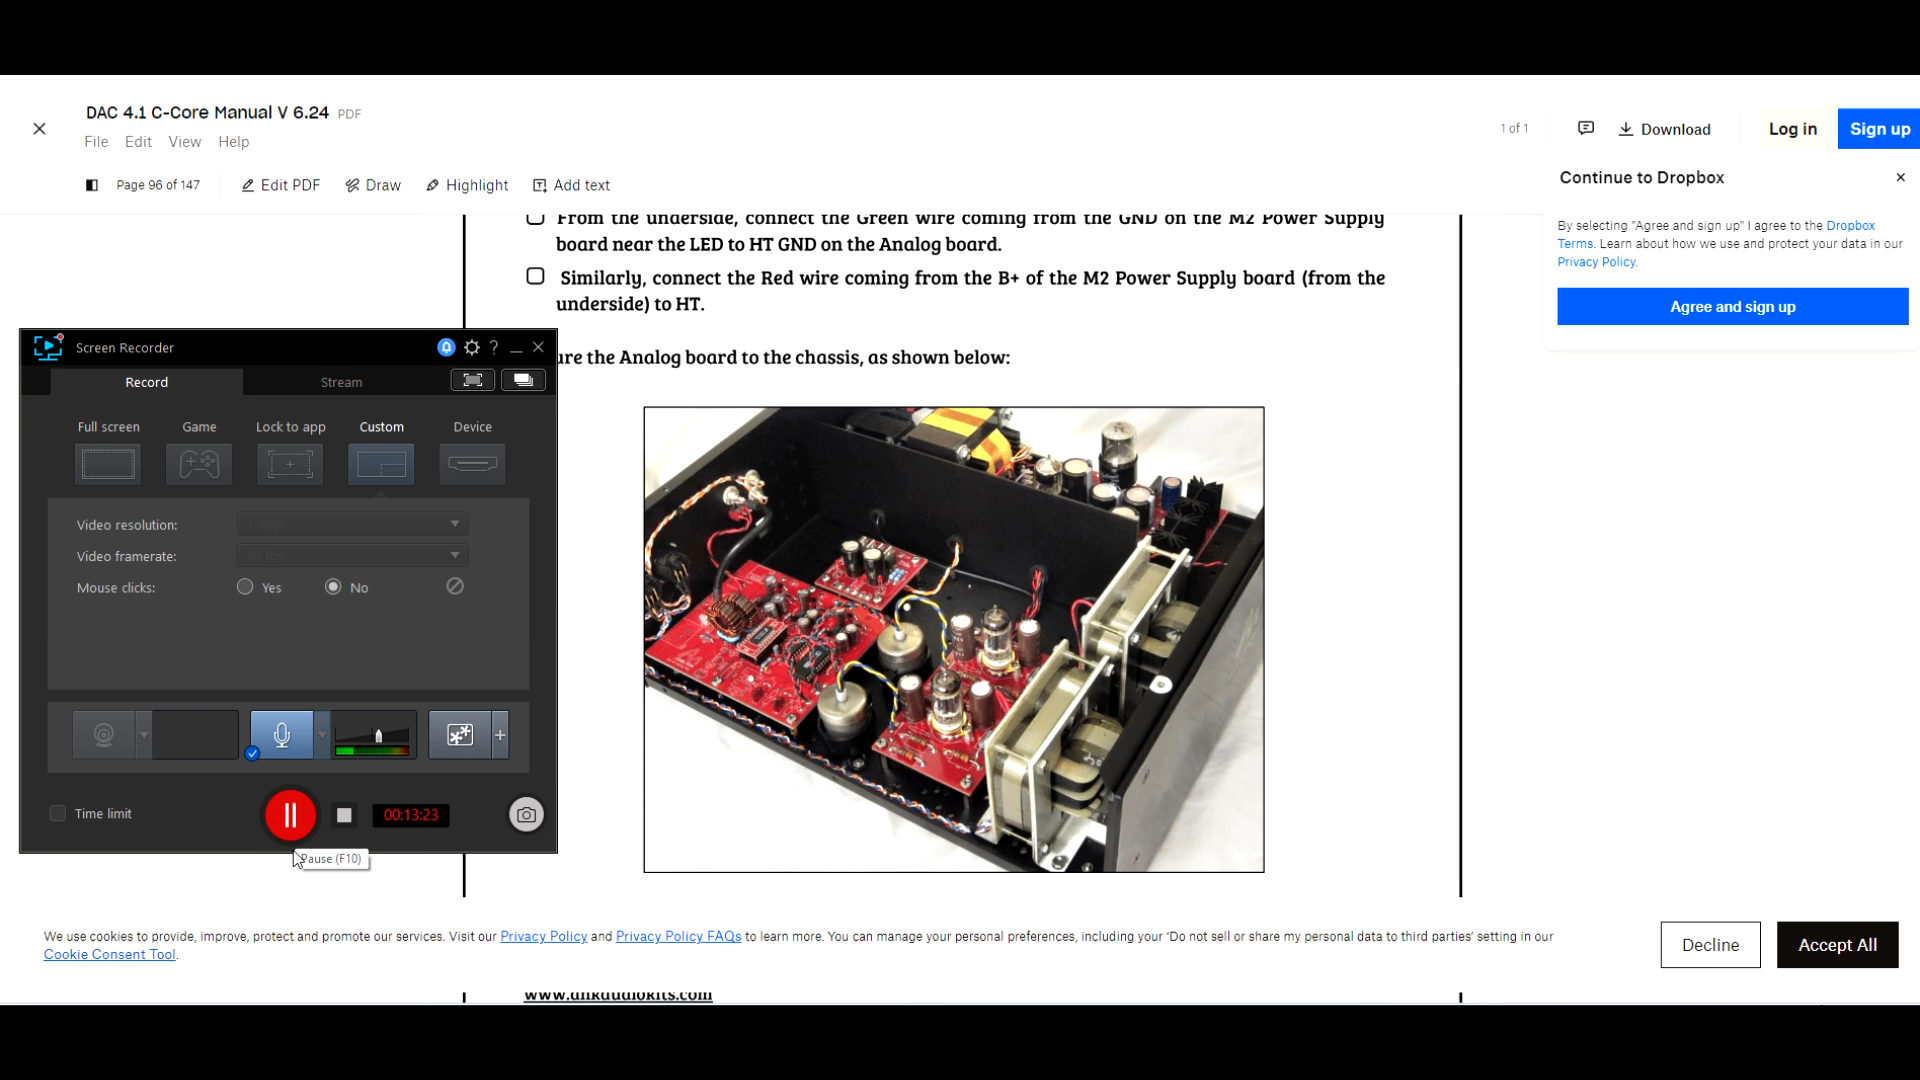 DAC 4.1 C-Core Manual V 6.24 PDF
File Edit View Help
1 of 1
Download
Log in
Sign up
Page 96 of 147
Edit PDF
Draw
Highlight
Add text
Continue to Dropbox
By selecting "Agree and sign up" I agree to the Dropbox
Terms. Learn about how we use and protect your data in our
Privacy Policy.
Agree and sign up
From the underside, connect the Green wire coming from the GND on the M2 Power Supply
board near the LED to HT GND on the Analog board.
Similarly, connect the Red wire coming from the B+ of the M2 Power Supply board (from the
underside) to HT.
ure the Analog board to the chassis, as shown below:
Screen Recorder
Record
Stream
Full screen
Game
Lock to app
Custom
Device
Video resolution:
1080p
Video framerate:
30 fps
Mouse clicks:
Yes
No
Time limit
00:13:23
Pause (F10)
We use cookies to provide, improve, protect and promote our services. Visit our Privacy Policy and Privacy Policy FAQs to learn more. You can manage your personal preferences, including your 'Do not sell or share my personal data to third parties' setting in our
Cookie Consent Tool.
Decline
Accept All
www.ankaudiokits.com